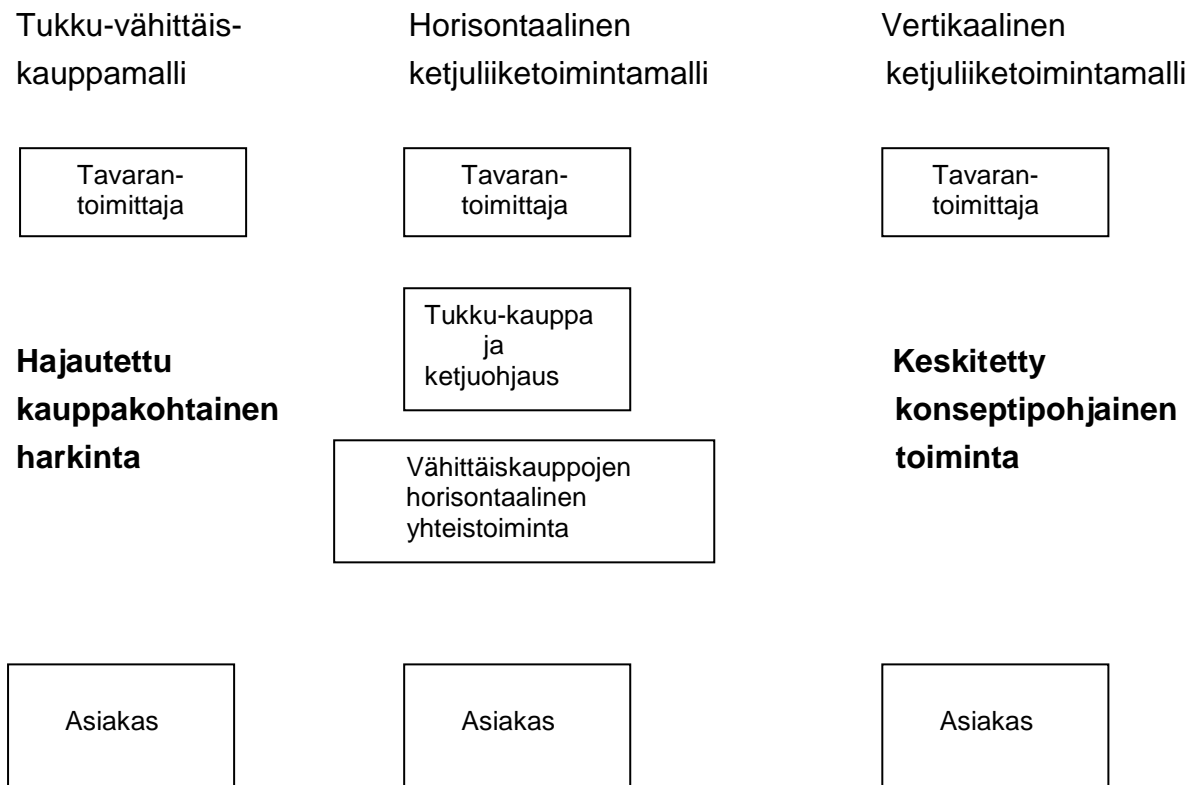 Tukku-vähittäis-
kauppamalli
Horisontaalinen
ketjuliiketoimintamalli
Vertikaalinen
ketjuliiketoimintamalli
Tavaran-
toimittaja
Tavaran-
toimittaja
Tavaran-
toimittaja
Hajautettu
kauppakohtainen
harkinta
Tukku-kauppa
ja
ketjuohjaus
Vähittäiskauppojen
horisontaalinen
yhteistoiminta
Keskitetty
konseptipohjainen
toiminta
Asiakas
Asiakas
Asiakas